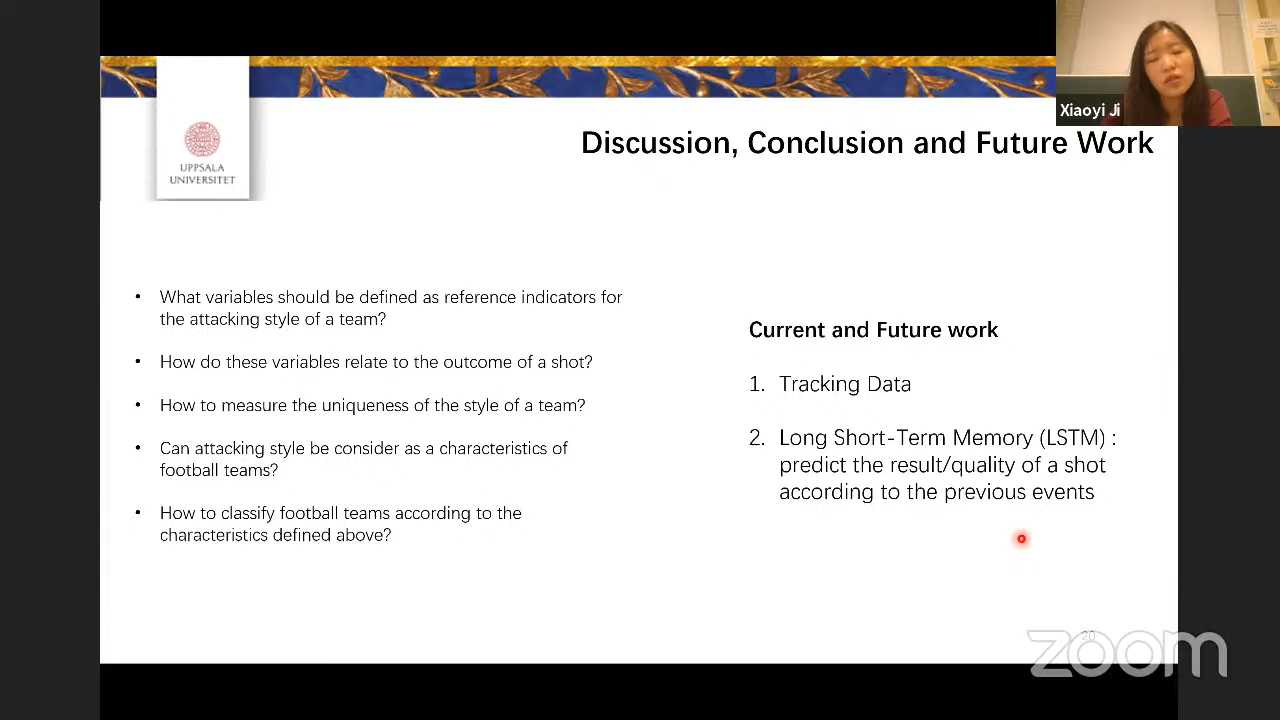 Xiaoyi Ji
Discussion, Conclusion and Future Work
UPPSALA
UNIVERSITET
• What variables should be defined as reference indicators for
the attacking style of a team?
• How do these variables relate to the outcome of a shot?
• How to measure the uniqueness of the style of a team?
• Can attacking style be consider as a characteristics of
football teams?
• How to classify football teams according to the
characteristics defined above?
Current and Future work
1. Tracking Data
2. Long Short-Term Memory (LSTM) :
predict the result/quality of a shot
according to the previous events
20
zoom